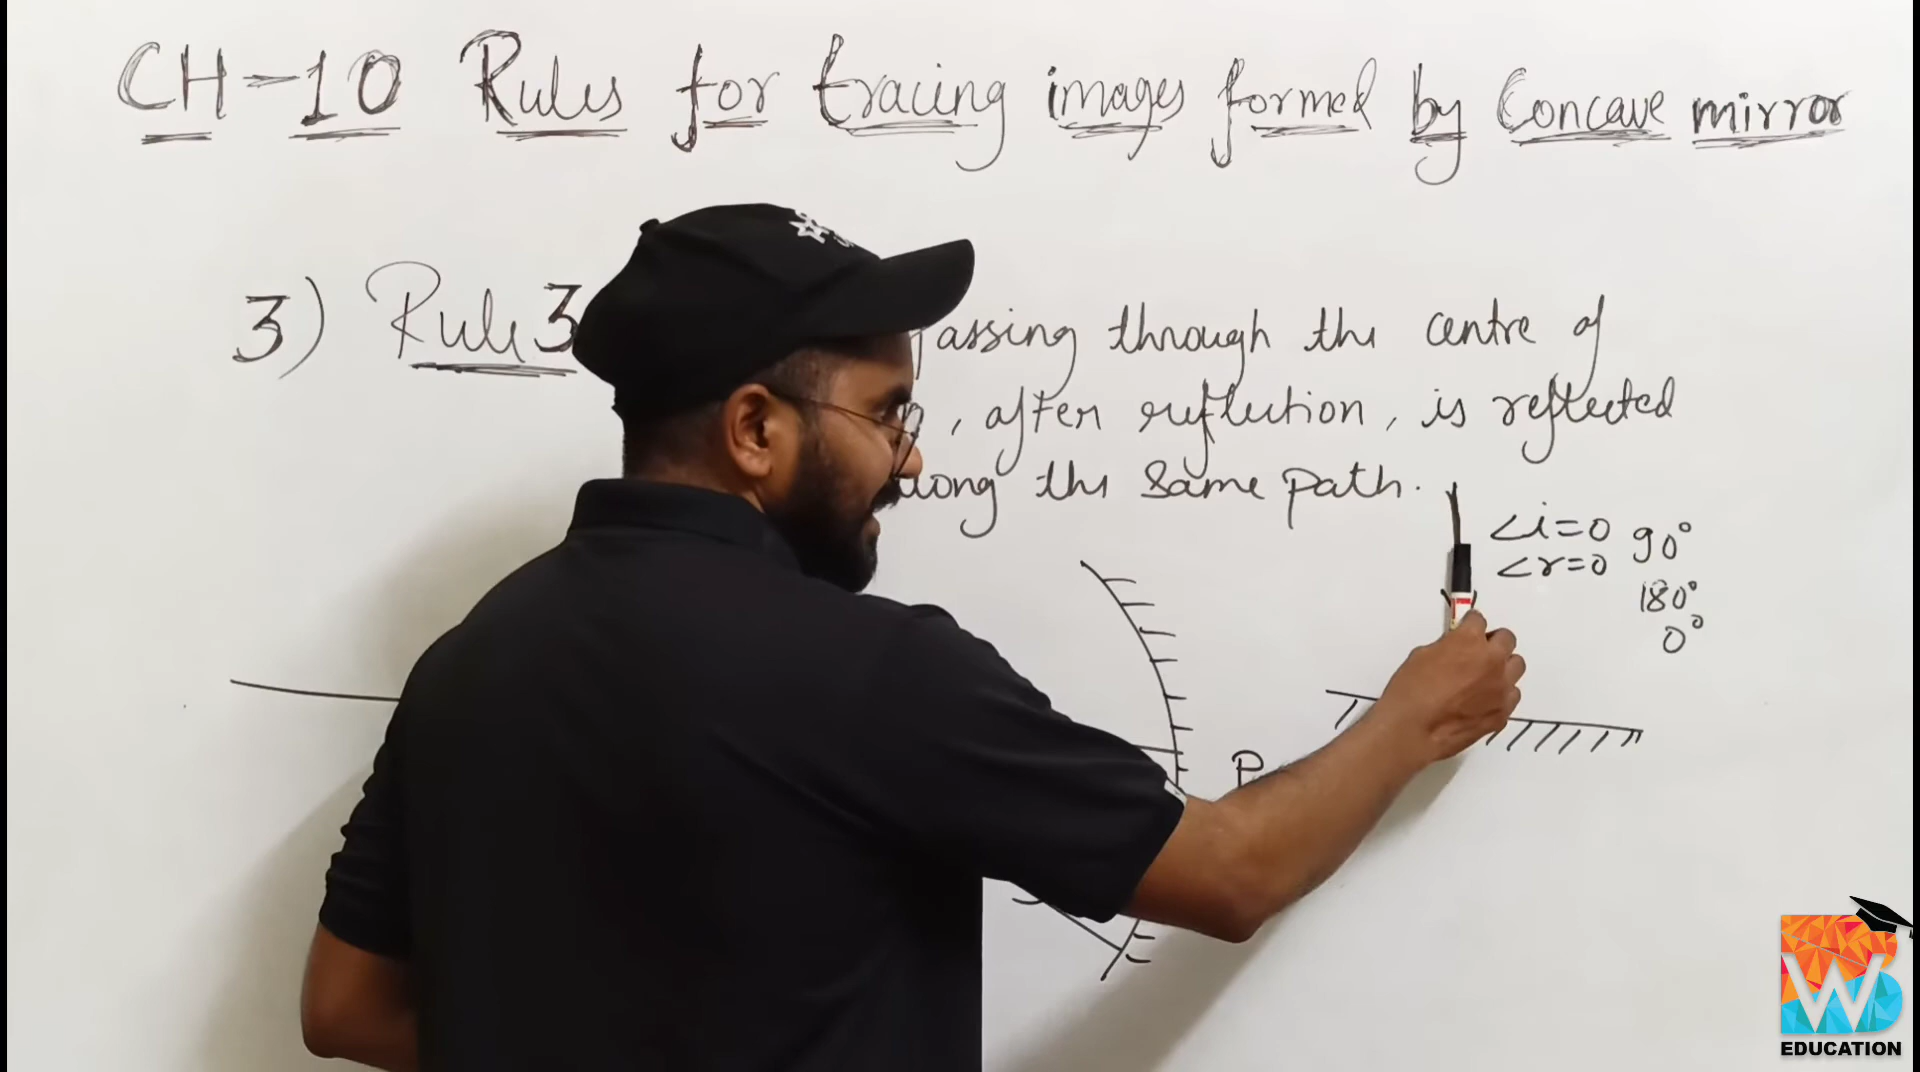 CH-10 Rules for tracing images formed by Concave mirror
3) Rule 3 passing through the centre of
, after reflection, is reflected
along the same path.
<i=0 90°
<r=0
180°
0°
P
W
EDUCATION